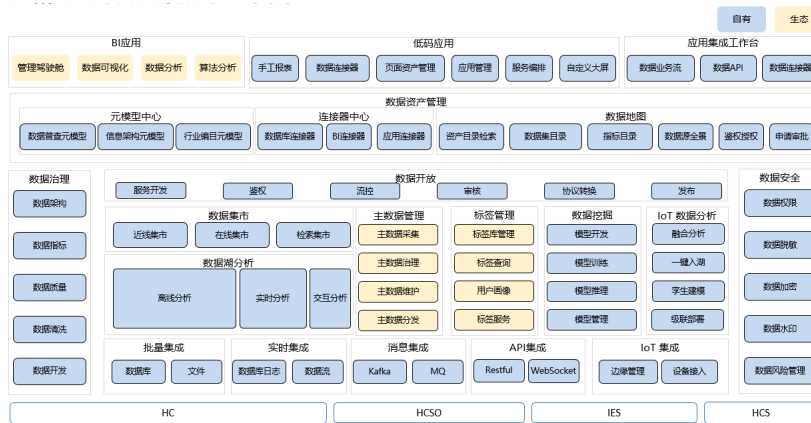 自有 生态
BI应用 低码应用 应用集成工作台
管理驾驶舱 数据可视化 数据分析 算法分析 手工报表 数据连接器 页面资产管理 应用管理 服务编排 自定义大屏 数据业务流 数据API 数据连接器
数据资产管理
元模型中心 连接器中心 数据地图
数据普查元模型 信息架构元模型 行业编目元模型 数据库连接器 BI连接器 应用连接器 资产目录检索 数据集目录 指标目录 数据源全景 鉴权授权 申请审批
数据治理
数据架构
数据指标
数据质量
数据清洗
数据开发
数据开放
服务开发 鉴权 流控 审核 协议转换 发布
数据集市
近线集市 在线集市 检索集市
数据湖分析
离线分析 实时分析 交互分析
主数据管理
主数据采集
主数据治理
主数据维护
主数据分发
标签管理
标签库管理
标签查询
用户画像
标签服务
数据挖掘
模型开发
模型训练
模型推理
模型管理
IoT 数据分析
融合分析
一键入湖
孪生建模
级联部署
批量集成 实时集成 消息集成 API集成 IoT 集成
数据库 文件 数据库日志 数据流 Kafka MQ Restful WebSocket 边缘管理 设备接入
数据安全
数据权限
数据脱敏
数据加密
数据水印
数据风险管理
HC HCSO IES HCS